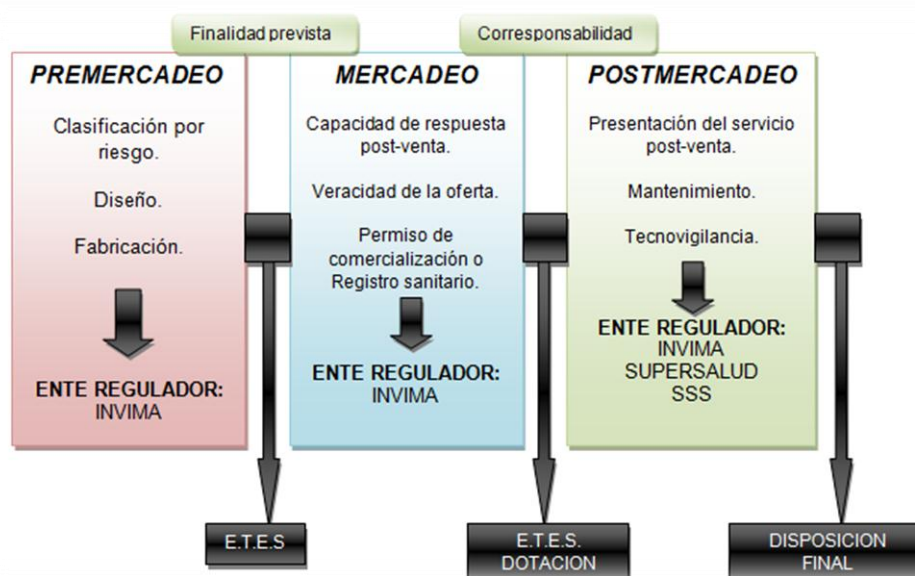 Finalidad prevista
Corresponsabilidad
PREMERCADEO
Clasificación por
riesgo.
Diseño.
Fabricación.
ENTE REGULADOR:
INVIMA
MERCADEO
Capacidad de respuesta
post-venta.
Veracidad de la oferta.
Permiso de
comercialización o
Registro sanitario.
ENTE REGULADOR:
INVIMA
POSTMERCADEO
Presentación del servicio
post-venta.
Mantenimiento.
Tecnovigilancia.
ENTE REGULADOR:
INVIMA
SUPERSALUD
SSS
E.T.E.S
E.T.E.S.
DOTACION
DISPOSICION
FINAL